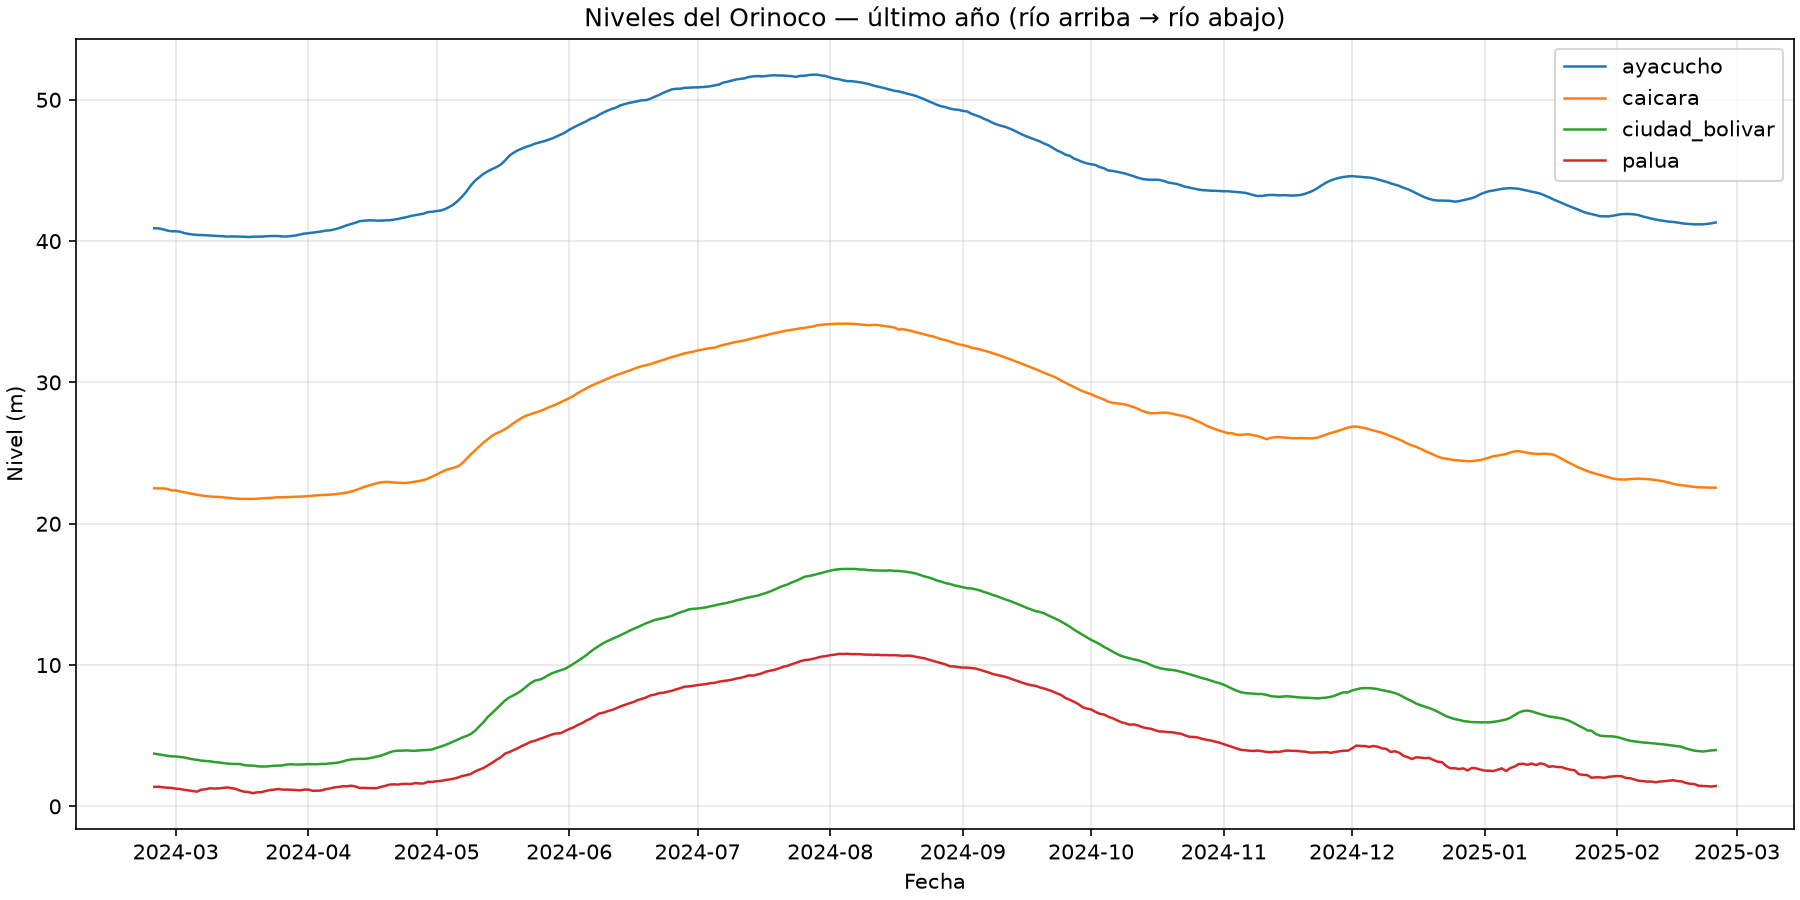 Niveles del Orinoco — último año (río arriba → río abajo)
ayacucho
caicara
ciudad_bolivar
palua
Nivel (m)
50
40
30
20
10
0
2024-03 2024-04 2024-05 2024-06 2024-07 2024-08 2024-09 2024-10 2024-11 2024-12 2025-01 2025-02 2025-03
Fecha